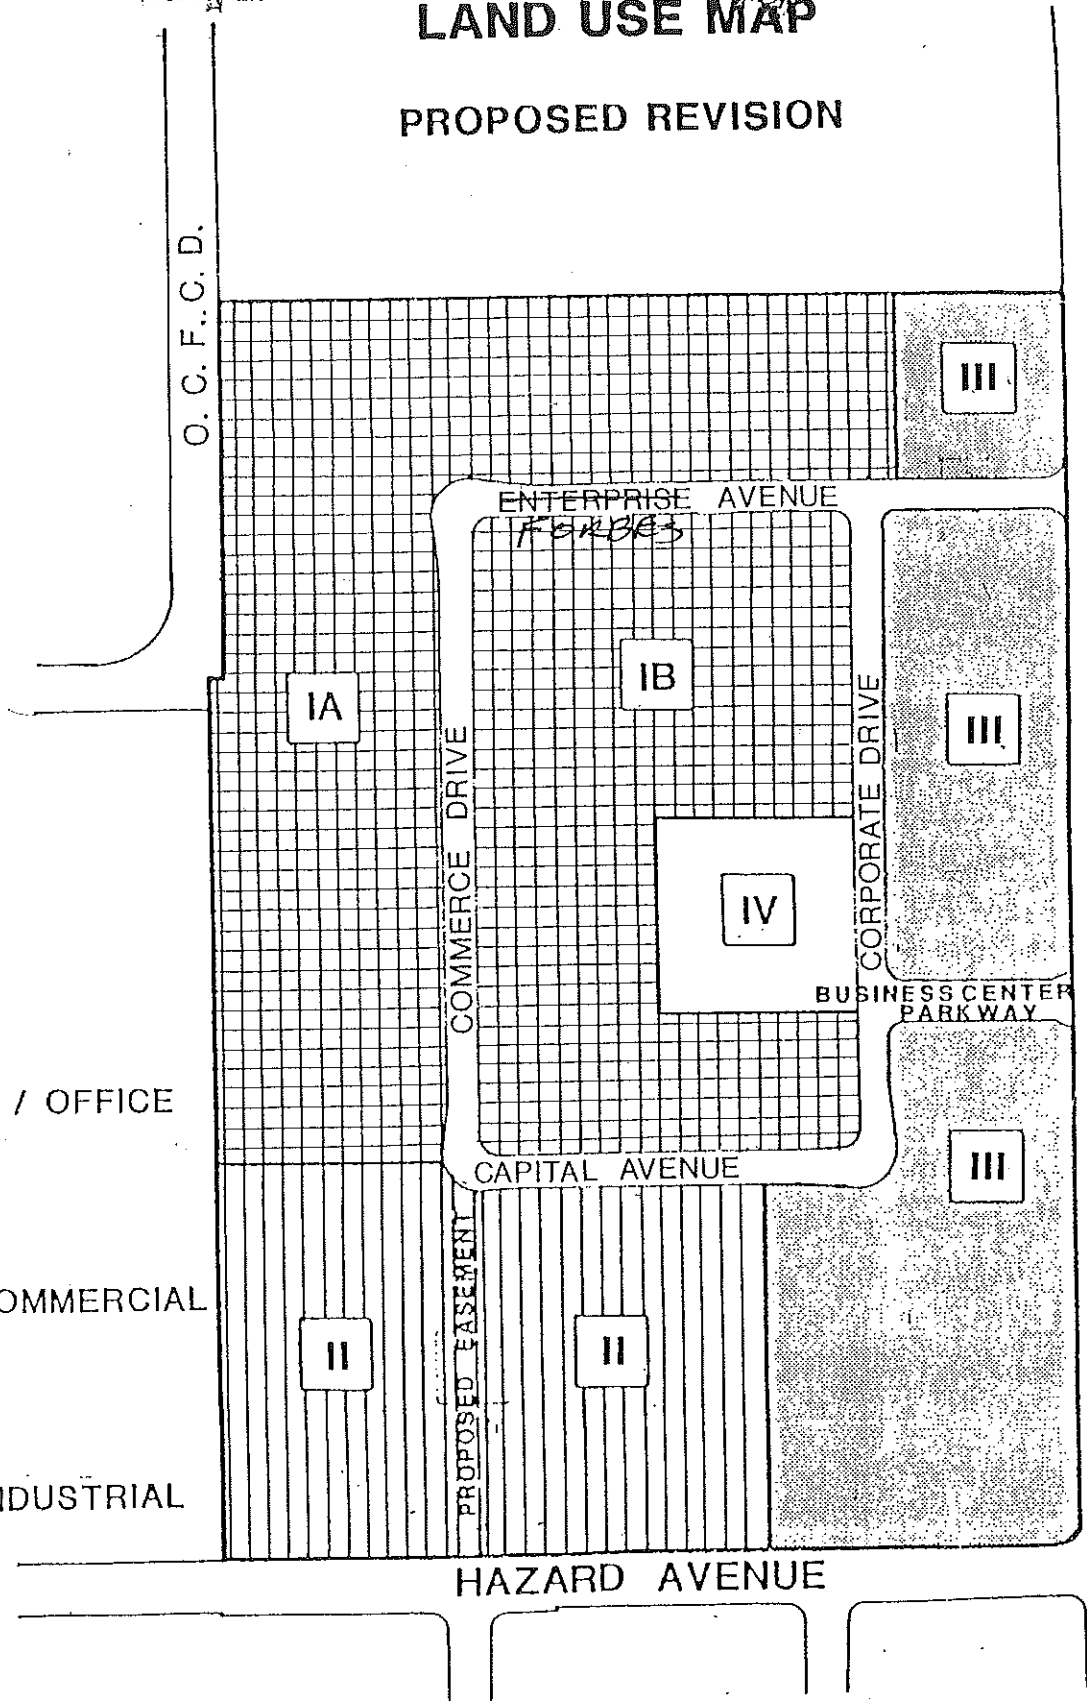 LAND USE MAP
PROPOSED REVISION
O. C. F. C. D.
III
ENTERPRISE AVENUE
FORBES
IA
IB
III
COMMERCE DRIVE
CORPORATE DRIVE
IV
BUSINESS CENTER
PARKWAY
/ OFFICE
CAPITAL AVENUE
III
OMMERCIAL
PROPOSED EASEMENT
II
II
NDUSTRIAL
HAZARD AVENUE